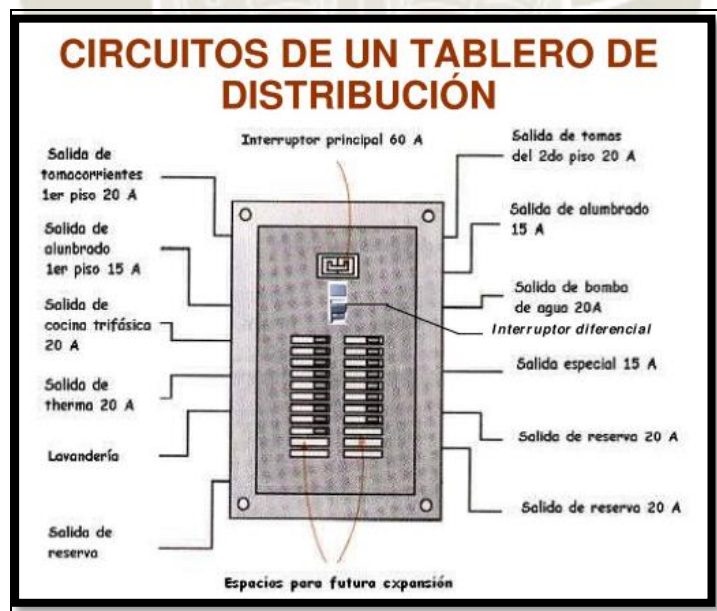 CIRCUITOS DE UN TABLERO DE
DISTRIBUCIÓN
Interruptor principal 60 A
Salida de
tomacorrientes
1er piso 20 A
Salida de
alunbrado
1er piso 15 A
Salida de
cocina trifásica
20 A
Salida de
therma 20 A
Lavandería
Salida de
reserva
Salida de tomas
del 2do piso 20 A
Salida de alumbrado
15 A
Salida de bomba
de agua 20A
Interruptor diferencial
Salida especial 15 A
Salida de reserva 20 A
Salida de reserva 20 A
Espacios para futura expansión